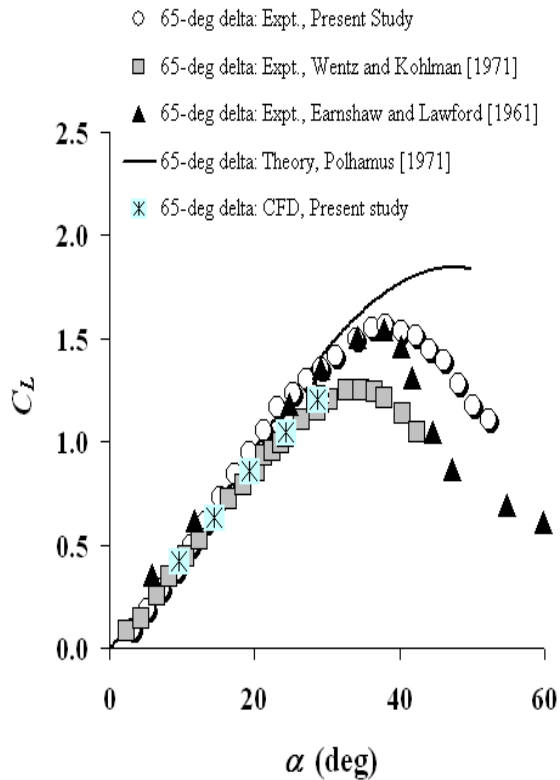 65-deg delta: Expt., Present Study
65-deg delta: Expt., Wentz and Kohlman [1971]
65-deg delta: Expt., Earnshaw and Lawford [1961]
65-deg delta: Theory, Polhamus [1971]
65-deg delta: CFD, Present study
2.5
2.0
1.5
1.0
0.5
0.0
C_L
0 20 40 60
α (deg)